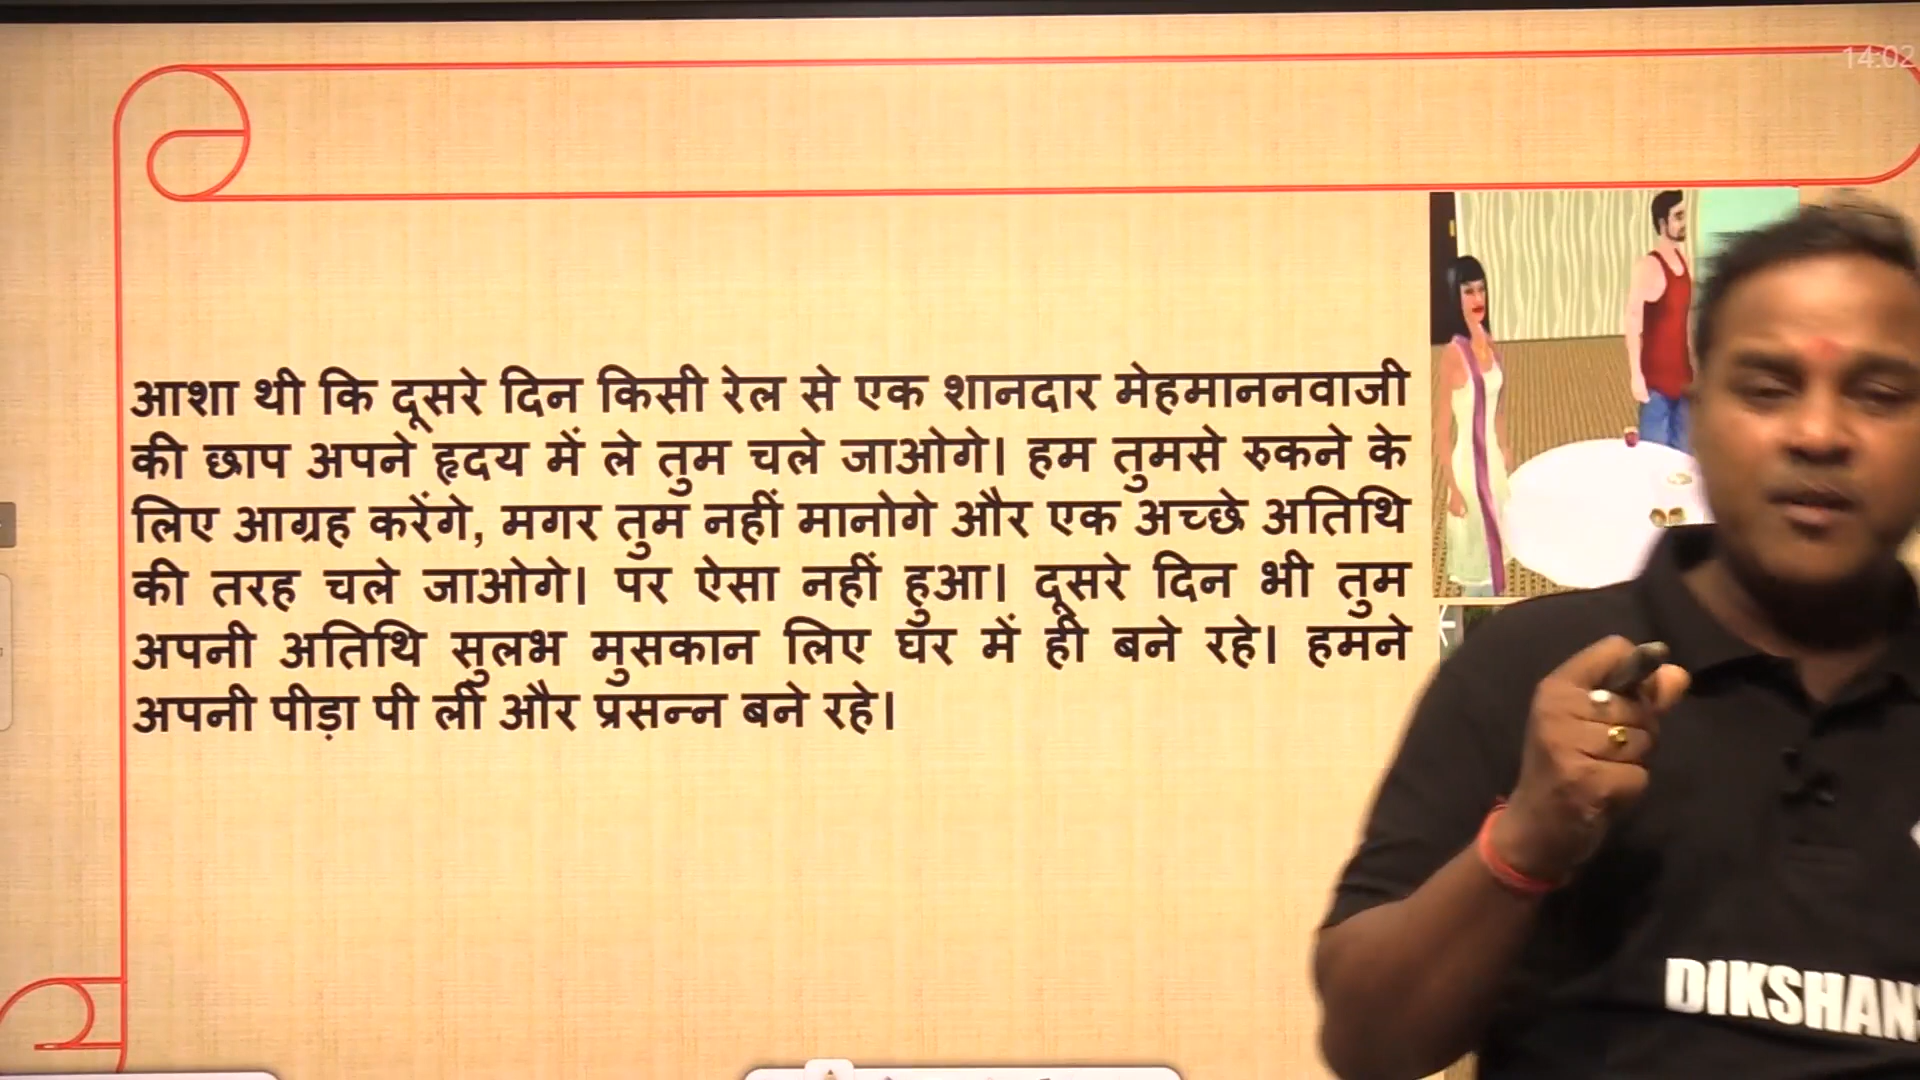 14:02
आशा थी कि दूसरे दिन किसी रेल से एक शानदार मेहमाननवाजी
की छाप अपने हृदय में ले तुम चले जाओगे। हम तुमसे रुकने के
लिए आग्रह करेंगे, मगर तुम नहीं मानोगे और एक अच्छे अतिथि
की तरह चले जाओगे। पर ऐसा नहीं हुआ। दूसरे दिन भी तुम
अपनी अतिथि सुलभ मुसकान लिए घर में ही बने रहे। हमने
अपनी पीड़ा पी ली और प्रसन्न बने रहे।
DIKSHAN